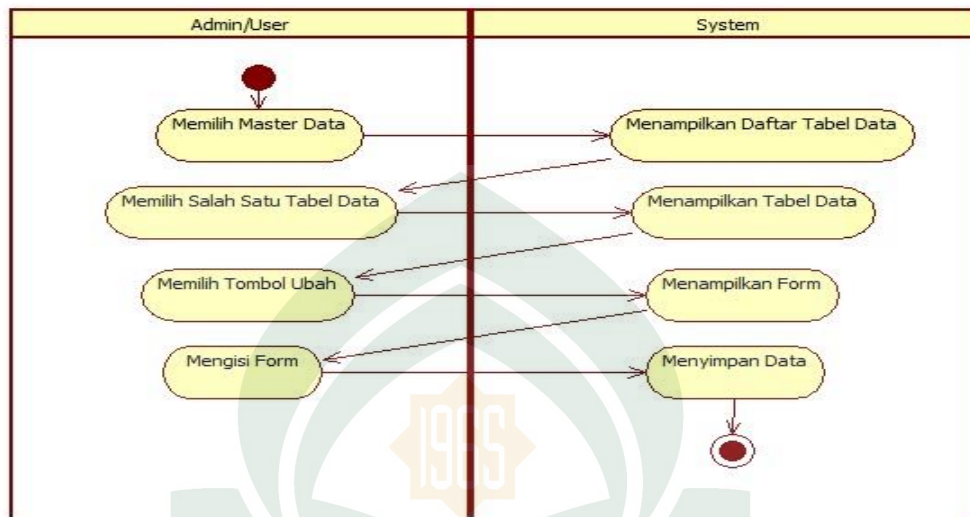 Admin/User
System
Memilih Master Data
Menampilkan Daftar Tabel Data
Memilih Salah Satu Tabel Data
Menampilkan Tabel Data
Memilih Tombol Ubah
Menampilkan Form
Mengisi Form
Menyimpan Data
1965